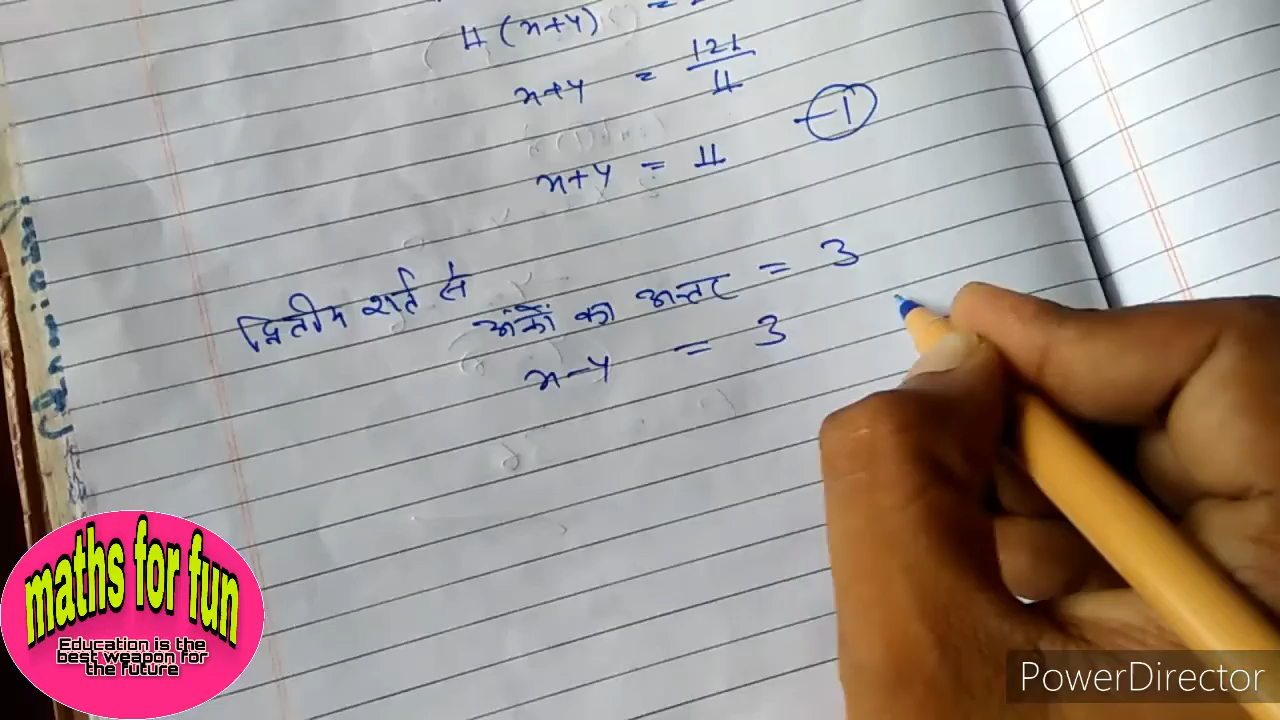 11 (x+y) =
x+y = 121/11
x+y = 11 —①
द्वितीय शर्त से
अंकों का अन्तर = 3
x-y = 3
maths for fun
Education is the
best weapon for
the future
PowerDirector